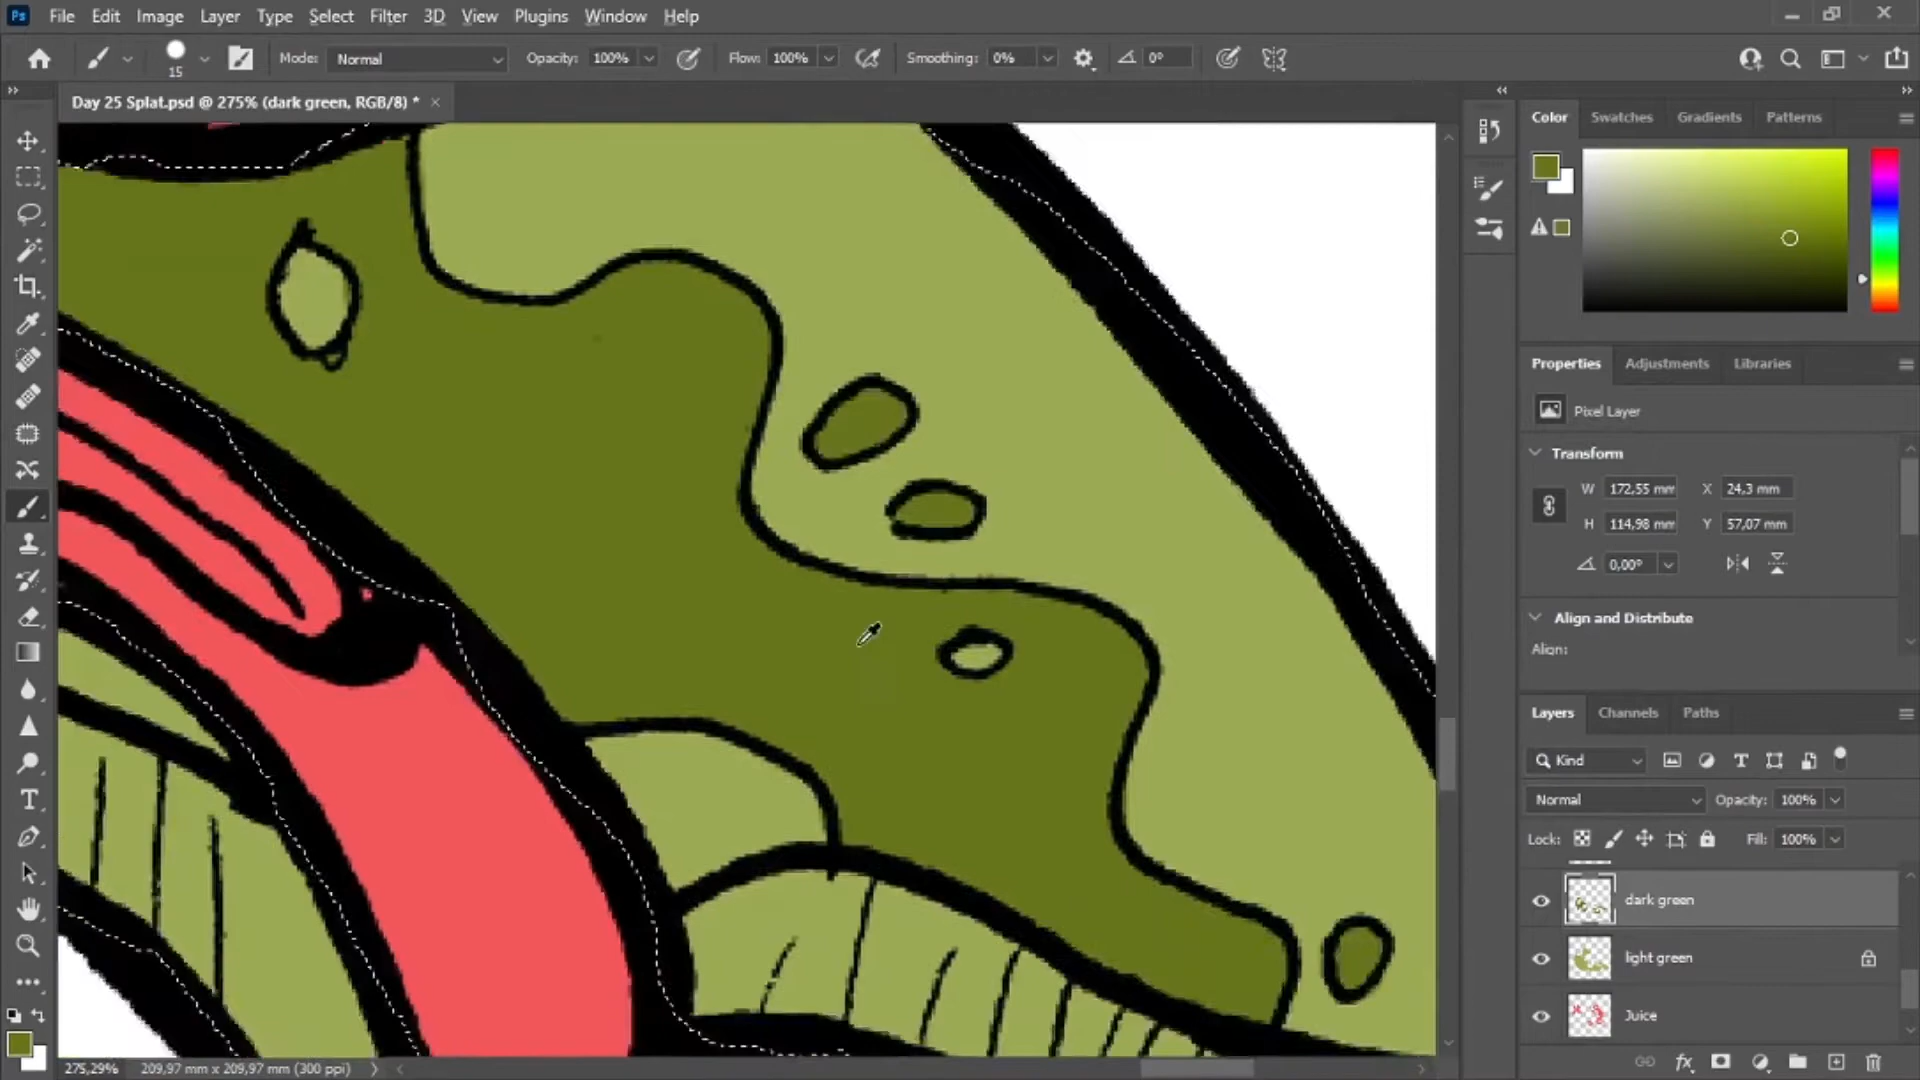 Ps File Edit Image Layer Type Select Filter 3D View Plugins Window Help
15 Mode: Normal Opacity: 100% Flow: 100% Smoothing: 0% 0°
Day 25 Splat.psd @ 275% (dark green, RGB/8) *
Color Swatches Gradients Patterns
Properties Adjustments Libraries
Pixel Layer
Transform
W 172,55 mm X 24,3 mm
H 114,98 mm Y 57,07 mm
0,00°
Align and Distribute
Align:
Layers Channels Paths
Kind
Normal Opacity: 100%
Lock: Fill: 100%
dark green
light green
Juice
275,29% 209,97 mm x 209,97 mm (300 ppi)